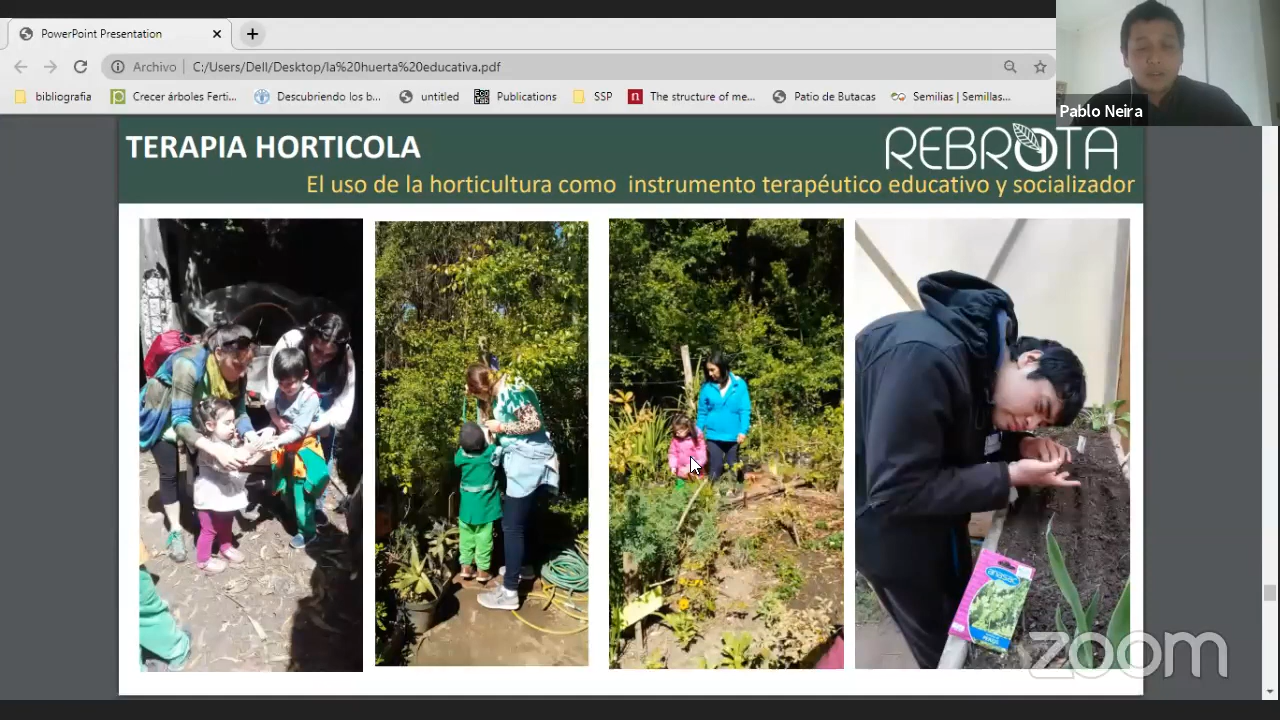 PowerPoint Presentation
Archivo
C:/Users/Dell/Desktop/la%20huerta%20educativa.pdf
bibliografia
Crecer árboles Ferti...
Descubriendo los b...
untitled
Publications
SSP
The structure of me...
Patio de Butacas
Semilias | Semillas...
Pablo Neira
TERAPIA HORTICOLA
REBROTA
El uso de la horticultura como instrumento terapéutico educativo y socializador
anasac
zoom